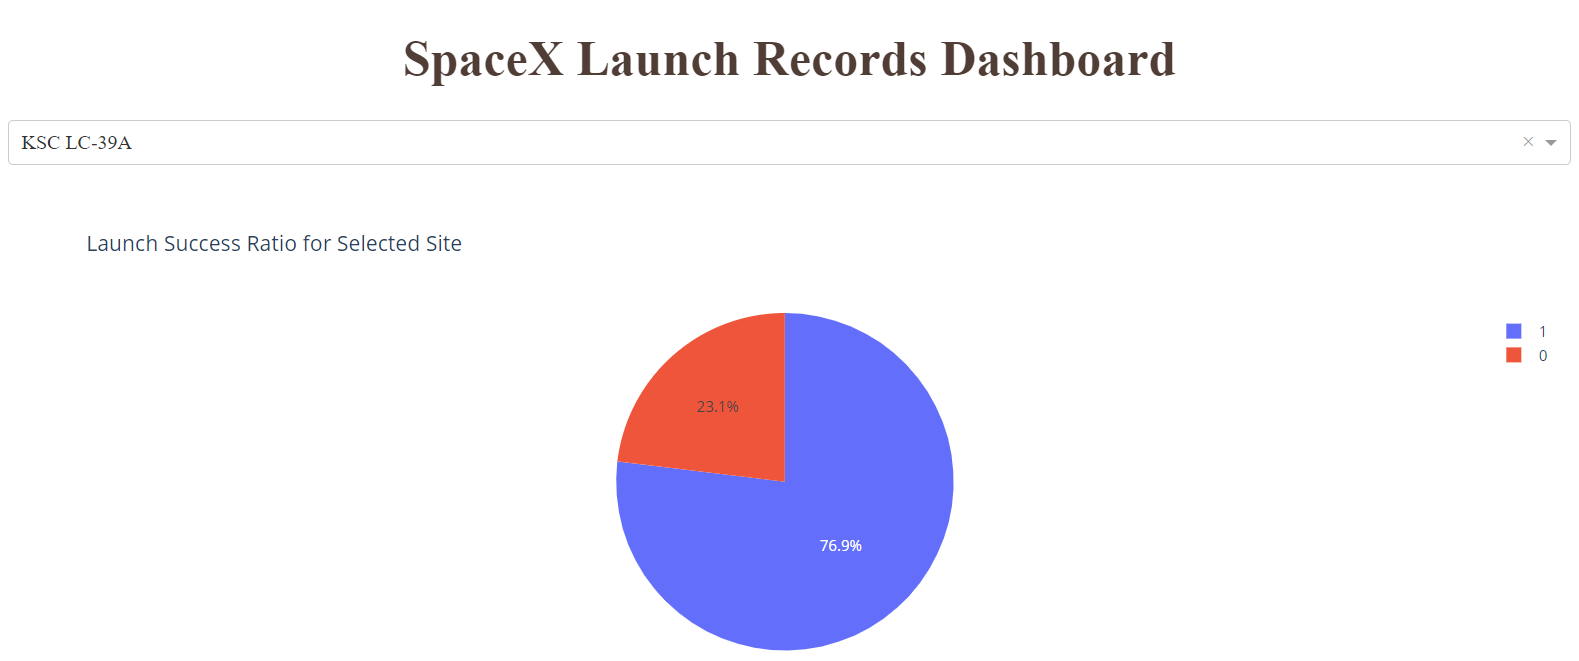 SpaceX Launch Records Dashboard
KSC LC-39A
×
Launch Success Ratio for Selected Site
1
0
23.1%
76.9%